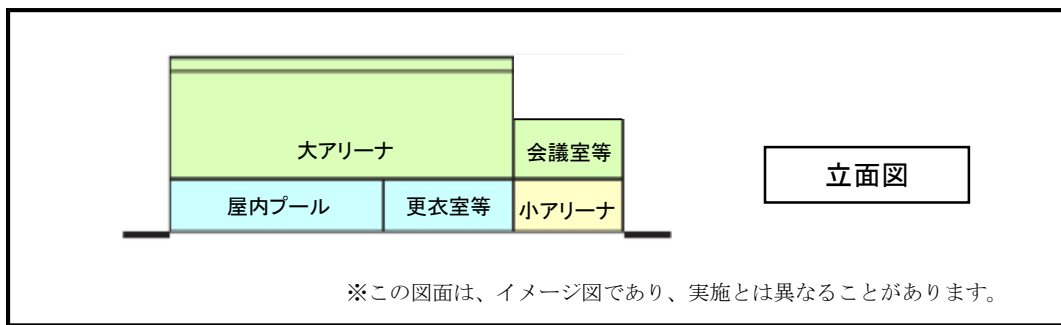 大アリーナ
会議室等
立面図
屋内プール
更衣室等
小アリーナ
※この図面は、イメージ図であり、実施とは異なることがあります。